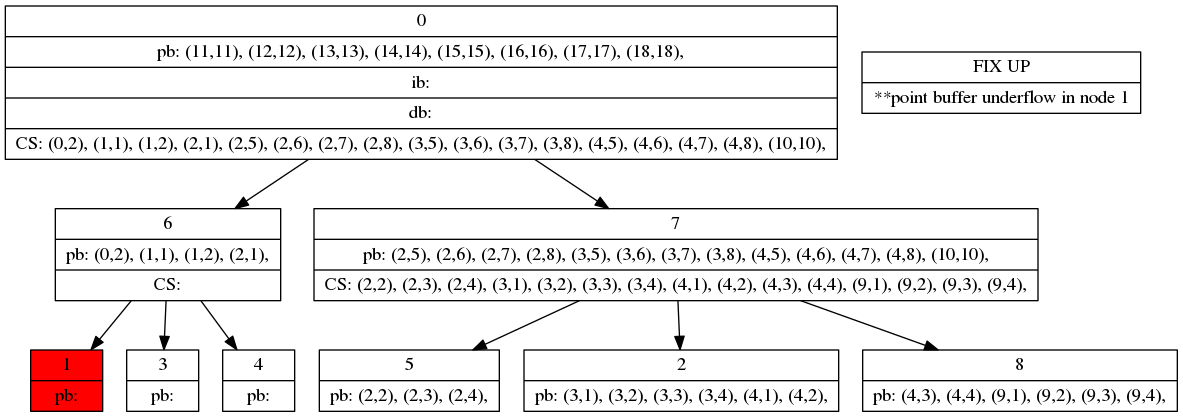 0
pb: (11,11), (12,12), (13,13), (14,14), (15,15), (16,16), (17,17), (18,18),
ib:
db:
CS: (0,2), (1,1), (1,2), (2,1), (2,5), (2,6), (2,7), (2,8), (3,5), (3,6), (3,7), (3,8), (4,5), (4,6), (4,7), (4,8), (10,10),
FIX UP
**point buffer underflow in node 1
6
pb: (0,2), (1,1), (1,2), (2,1),
CS:
7
pb: (2,5), (2,6), (2,7), (2,8), (3,5), (3,6), (3,7), (3,8), (4,5), (4,6), (4,7), (4,8), (10,10),
CS: (2,2), (2,3), (2,4), (3,1), (3,2), (3,3), (3,4), (4,1), (4,2), (4,3), (4,4), (9,1), (9,2), (9,3), (9,4),
1
pb:
3
pb:
4
pb:
5
pb: (2,2), (2,3), (2,4),
2
pb: (3,1), (3,2), (3,3), (3,4), (4,1), (4,2),
8
pb: (4,3), (4,4), (9,1), (9,2), (9,3), (9,4),